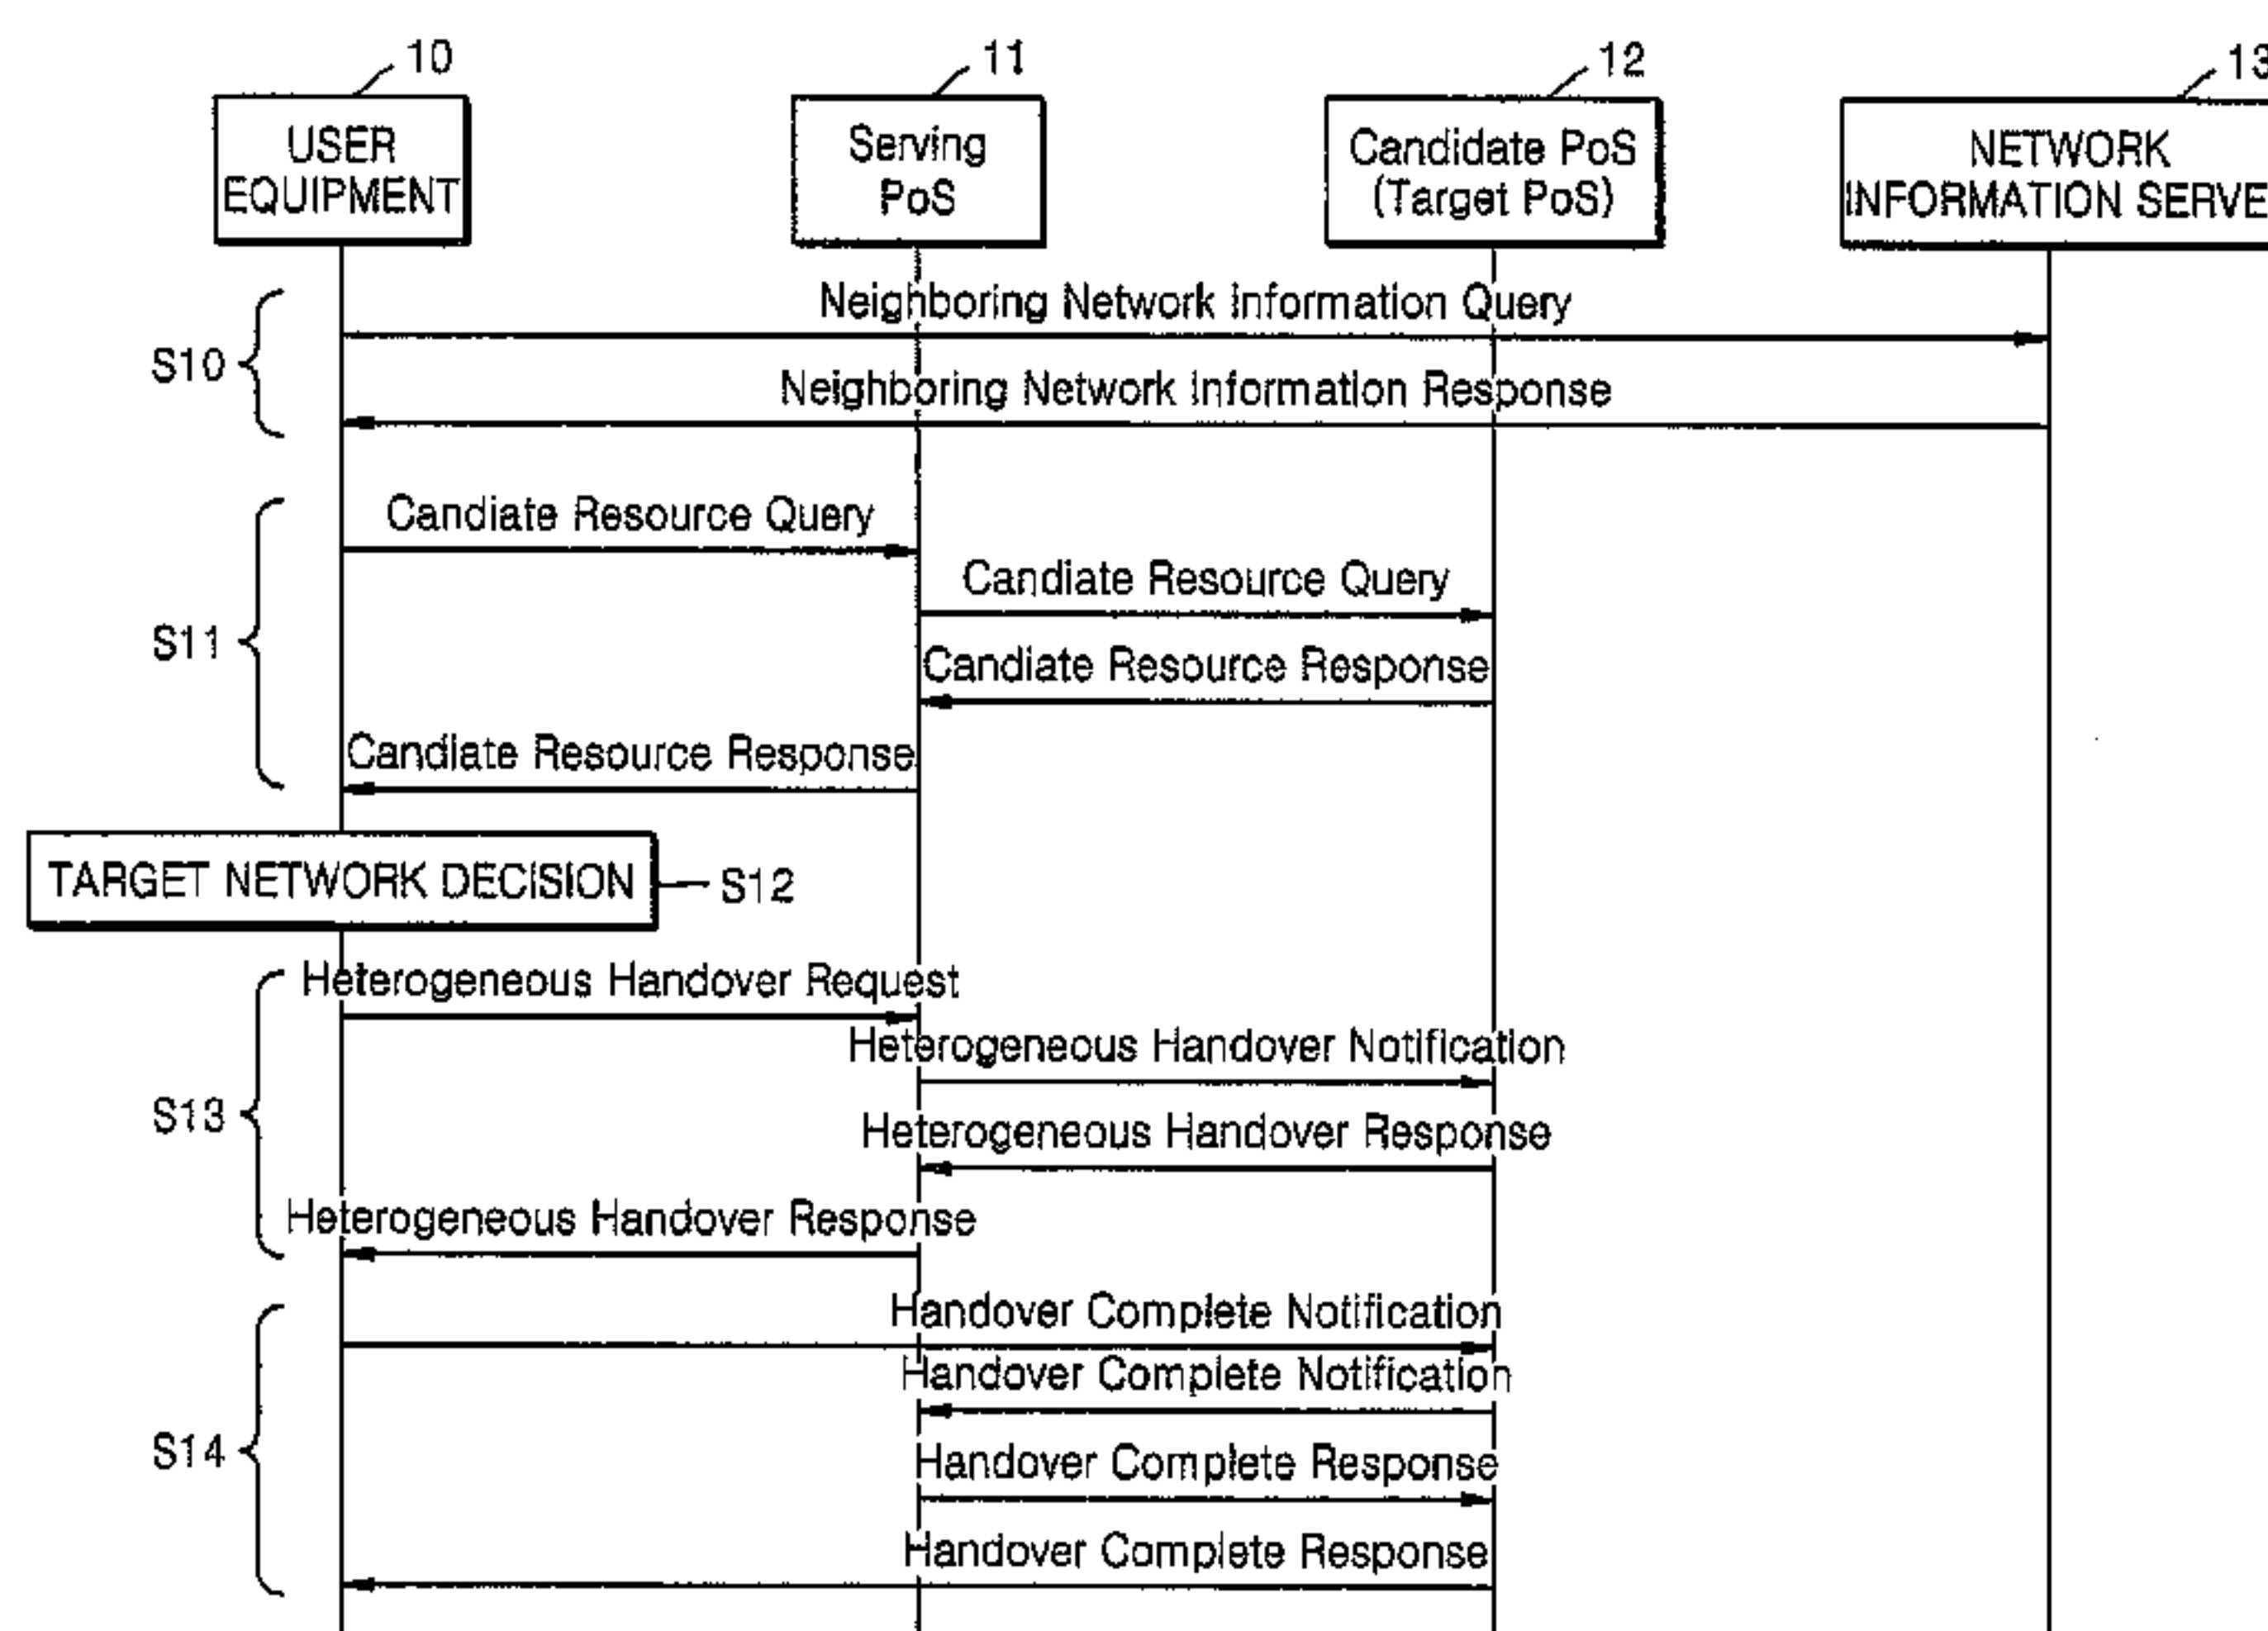 10
11
12
13
USER
EQUIPMENT
Serving
PoS
Candidate PoS
(Target PoS)
NETWORK
INFORMATION SERVE
Neighboring Network Information Query
S10
Neighboring Network Information Response
Candiate Resource Query
Candiate Resource Query
S11
Candiate Resource Response
Candiate Resource Response
TARGET NETWORK DECISION
S12
Heterogeneous Handover Request
Heterogeneous Handover Notification
S13
Heterogeneous Handover Response
Heterogeneous Handover Response
Handover Complete Notification
Handover Complete Notification
S14
Handover Complete Response
Handover Complete Response